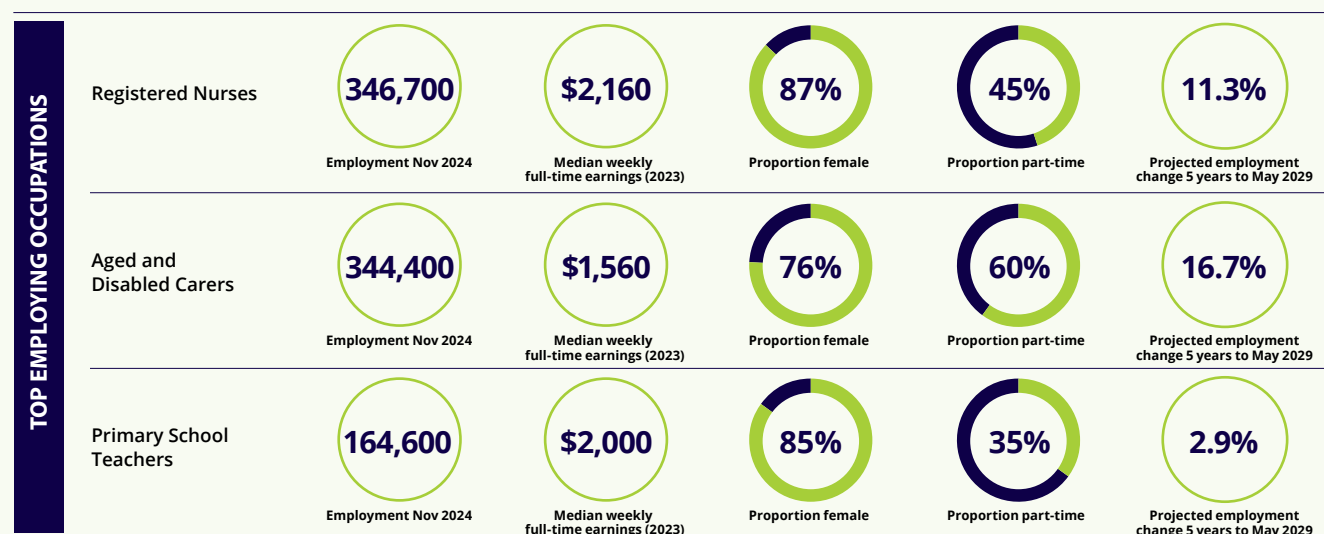 TOP EMPLOYING OCCUPATIONS
Registered Nurses
346,700
Employment Nov 2024
$2,160
Median weekly
full-time earnings (2023)
87%
Proportion female
45%
Proportion part-time
11.3%
Projected employment
change 5 years to May 2029
Aged and
Disabled Carers
344,400
Employment Nov 2024
$1,560
Median weekly
full-time earnings (2023)
76%
Proportion female
60%
Proportion part-time
16.7%
Projected employment
change 5 years to May 2029
Primary School
Teachers
164,600
Employment Nov 2024
$2,000
Median weekly
full-time earnings (2023)
85%
Proportion female
35%
Proportion part-time
2.9%
Projected employment
change 5 years to May 2029